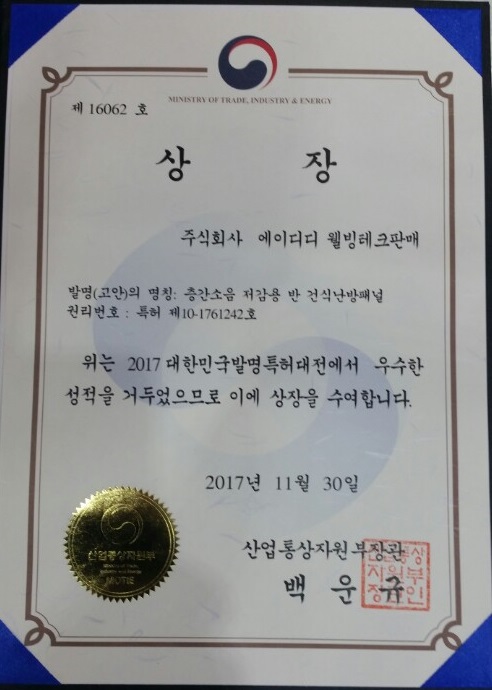 MINISTRY OF TRADE, INDUSTRY & ENERGY
제 16062 호
상 장
주식회사 에이디디 웰빙테크판매
발명(고안)의 명칭: 층간소음 저감용 반 건식난방패널
권리번호 : 특허 제10-1761242호
위는 2017 대한민국발명특허대전에서 우수한
성적을 거두었으므로 이에 상장을 수여합니다.
2017년 11월 30일
산업통상자원부
MOTIE
산업통상자원부장관
백 운 규